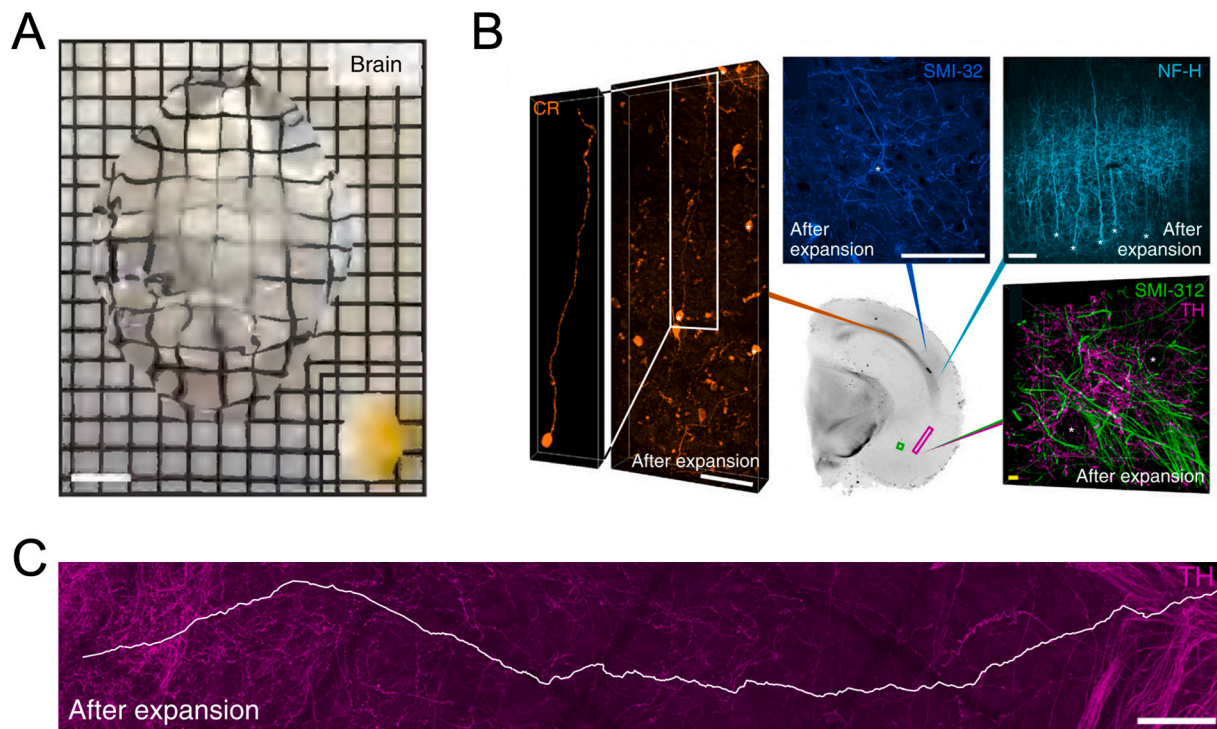 A
Brain
B
CR
After expansion
SMI-32
After
expansion
NF-H
After
expansion
SMI-312
TH
After expansion
C
TH
After expansion